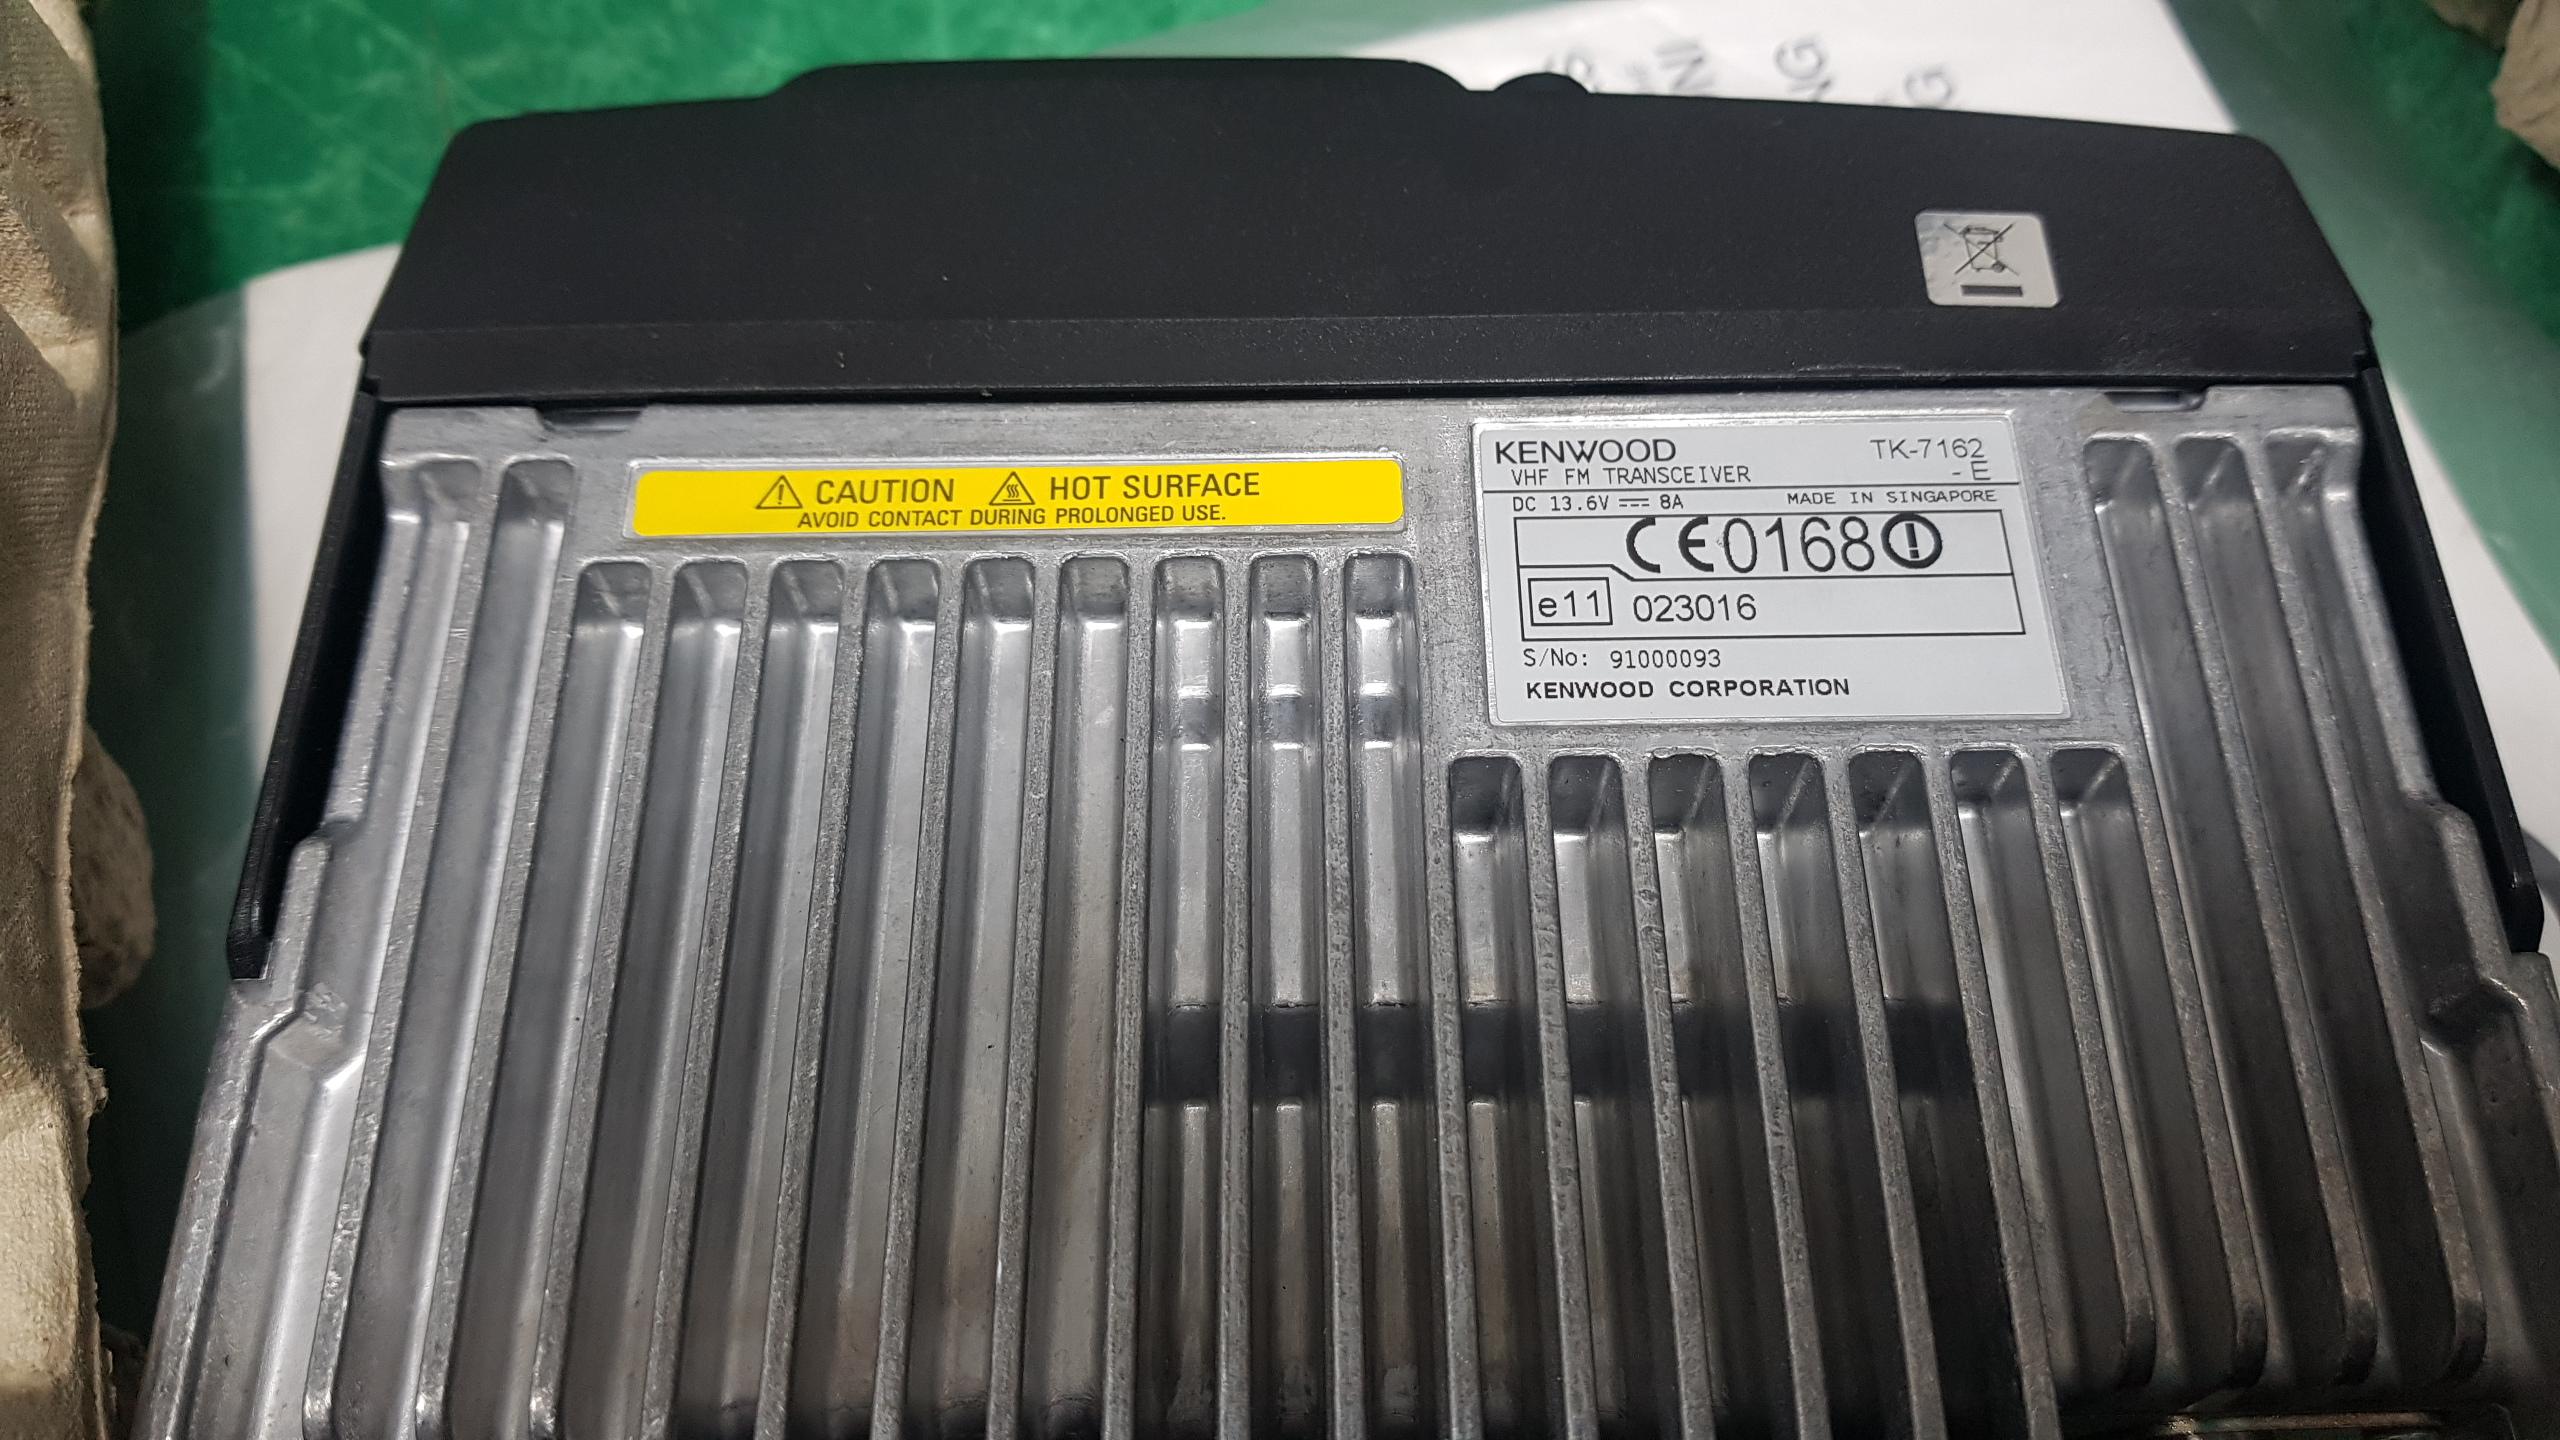 CAUTION HOT SURFACE
AVOID CONTACT DURING PROLONGED USE.
KENWOOD TK-7162
VHF FM TRANSCEIVER -E
DC 13.6V 8A MADE IN SINGAPORE
CE0168
e11 023016
S/No: 91000093
KENWOOD CORPORATION